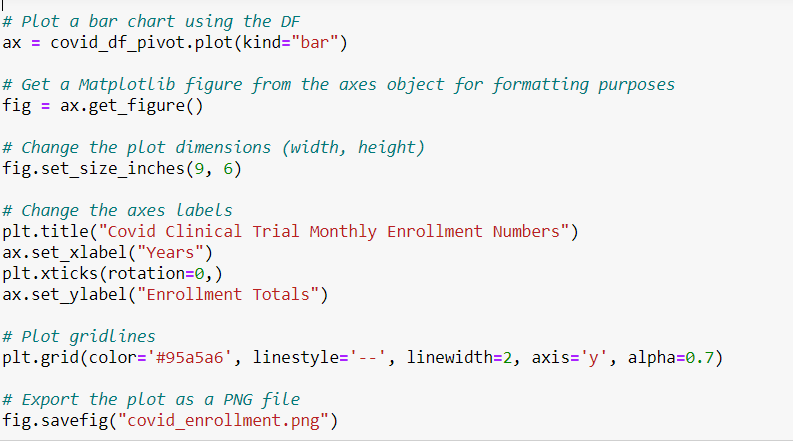 # Plot a bar chart using the DF
ax = covid_df_pivot.plot(kind="bar")
# Get a Matplotlib figure from the axes object for formatting purposes
fig = ax.get_figure()
# Change the plot dimensions (width, height)
fig.set_size_inches(9, 6)
# Change the axes labels
plt.title("Covid Clinical Trial Monthly Enrollment Numbers")
ax.set_xlabel("Years")
plt.xticks(rotation=0,)
ax.set_ylabel("Enrollment Totals")
# Plot gridlines
plt.grid(color='#95a5a6', linestyle='--', linewidth=2, axis='y', alpha=0.7)
# Export the plot as a PNG file
fig.savefig("covid_enrollment.png")